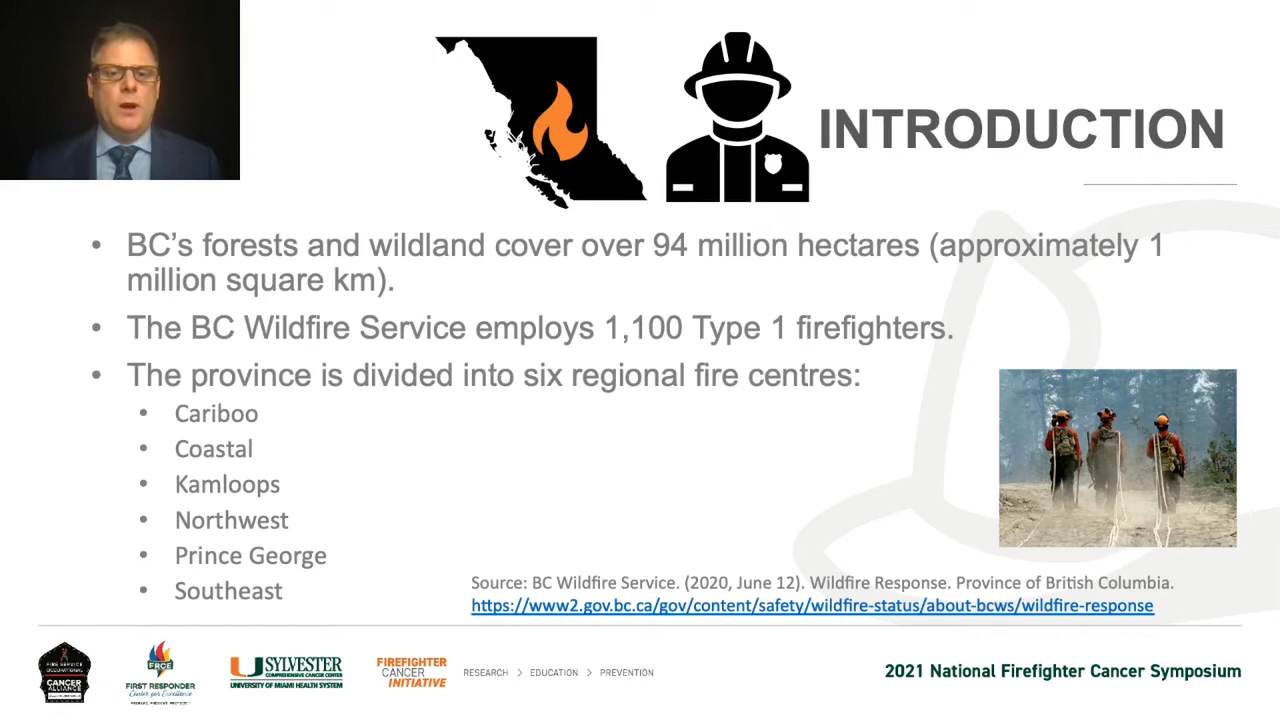 INTRODUCTION
• BC’s forests and wildland cover over 94 million hectares (approximately 1
million square km).
• The BC Wildfire Service employs 1,100 Type 1 firefighters.
• The province is divided into six regional fire centres:
• Cariboo
• Coastal
• Kamloops
• Northwest
• Prince George
• Southeast
Source: BC Wildfire Service. (2020, June 12). Wildfire Response. Province of British Columbia.
https://www2.gov.bc.ca/gov/content/safety/wildfire-status/about-bcws/wildfire-response
FIRE SERVICE
OCCUPATIONAL
CANCER
ALLIANCE
FRCE
FIRST RESPONDER
Center for Excellence
SYLVESTER
COMPREHENSIVE CANCER CENTER
UNIVERSITY OF MIAMI HEALTH SYSTEM
FIREFIGHTER
CANCER
INITIATIVE
RESEARCH > EDUCATION > PREVENTION
2021 National Firefighter Cancer Symposium